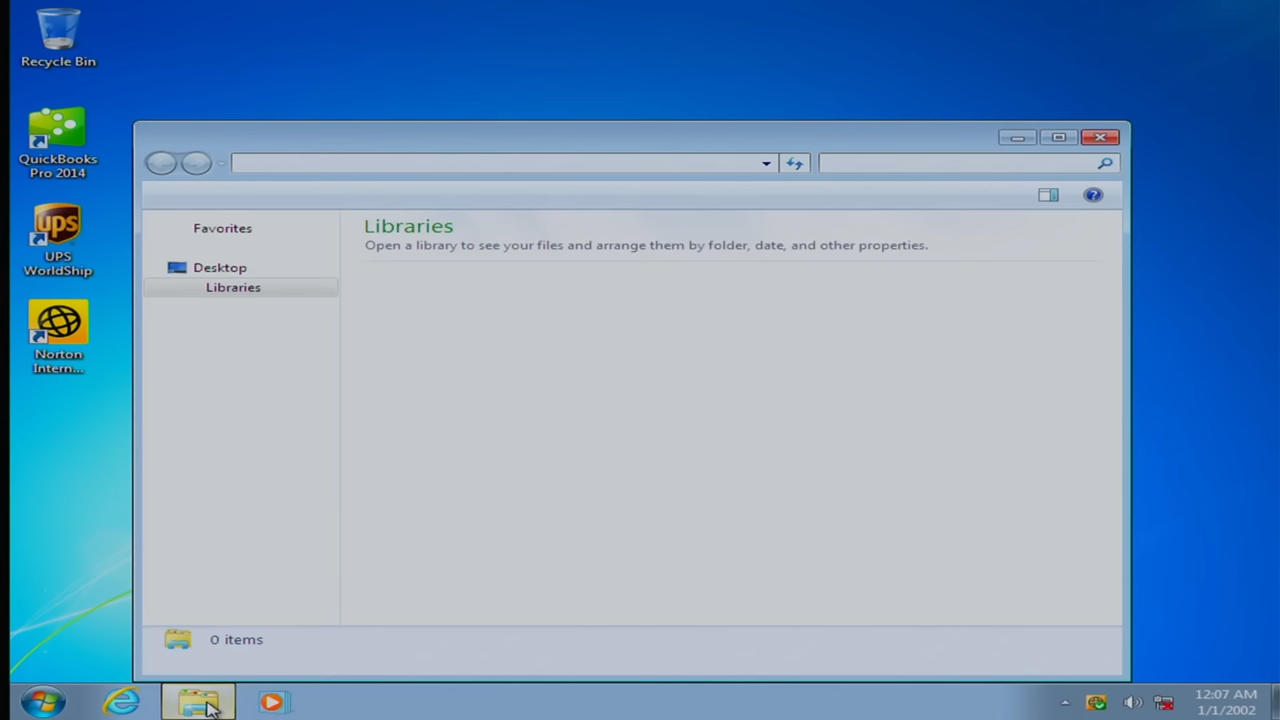 Recycle Bin
QuickBooks
Pro 2014
ups
UPS
WorldShip
Norton
Intern...
Favorites
Desktop
Libraries
Libraries
Open a library to see your files and arrange them by folder, date, and other properties.
0 items
12:07 AM
1/1/2002